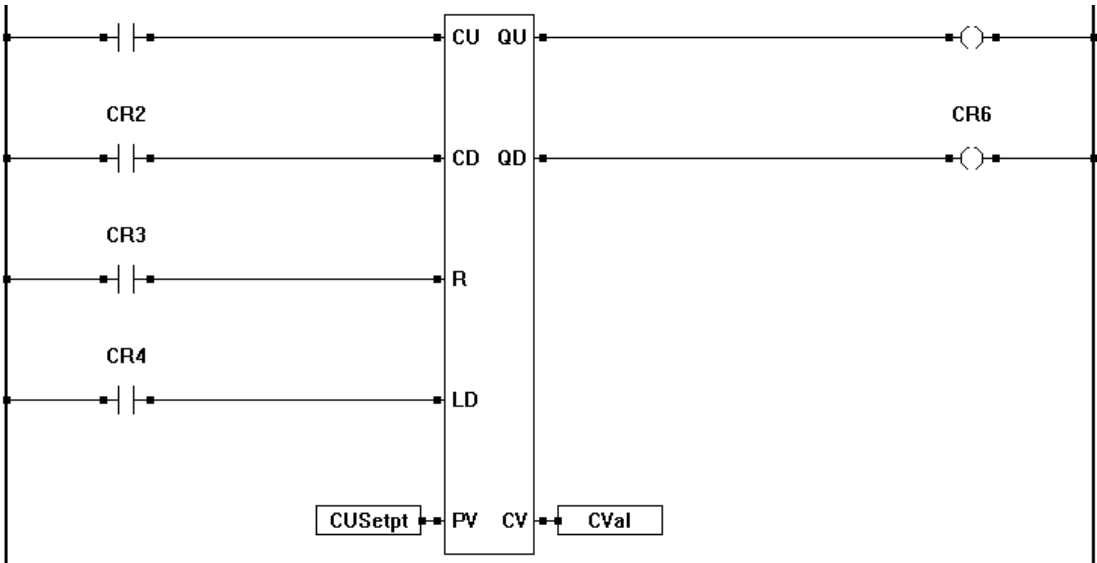 CU QU
CR2 CR6
CD QD
CR3
R
CR4
LD
CUSetpt PV CV CVal